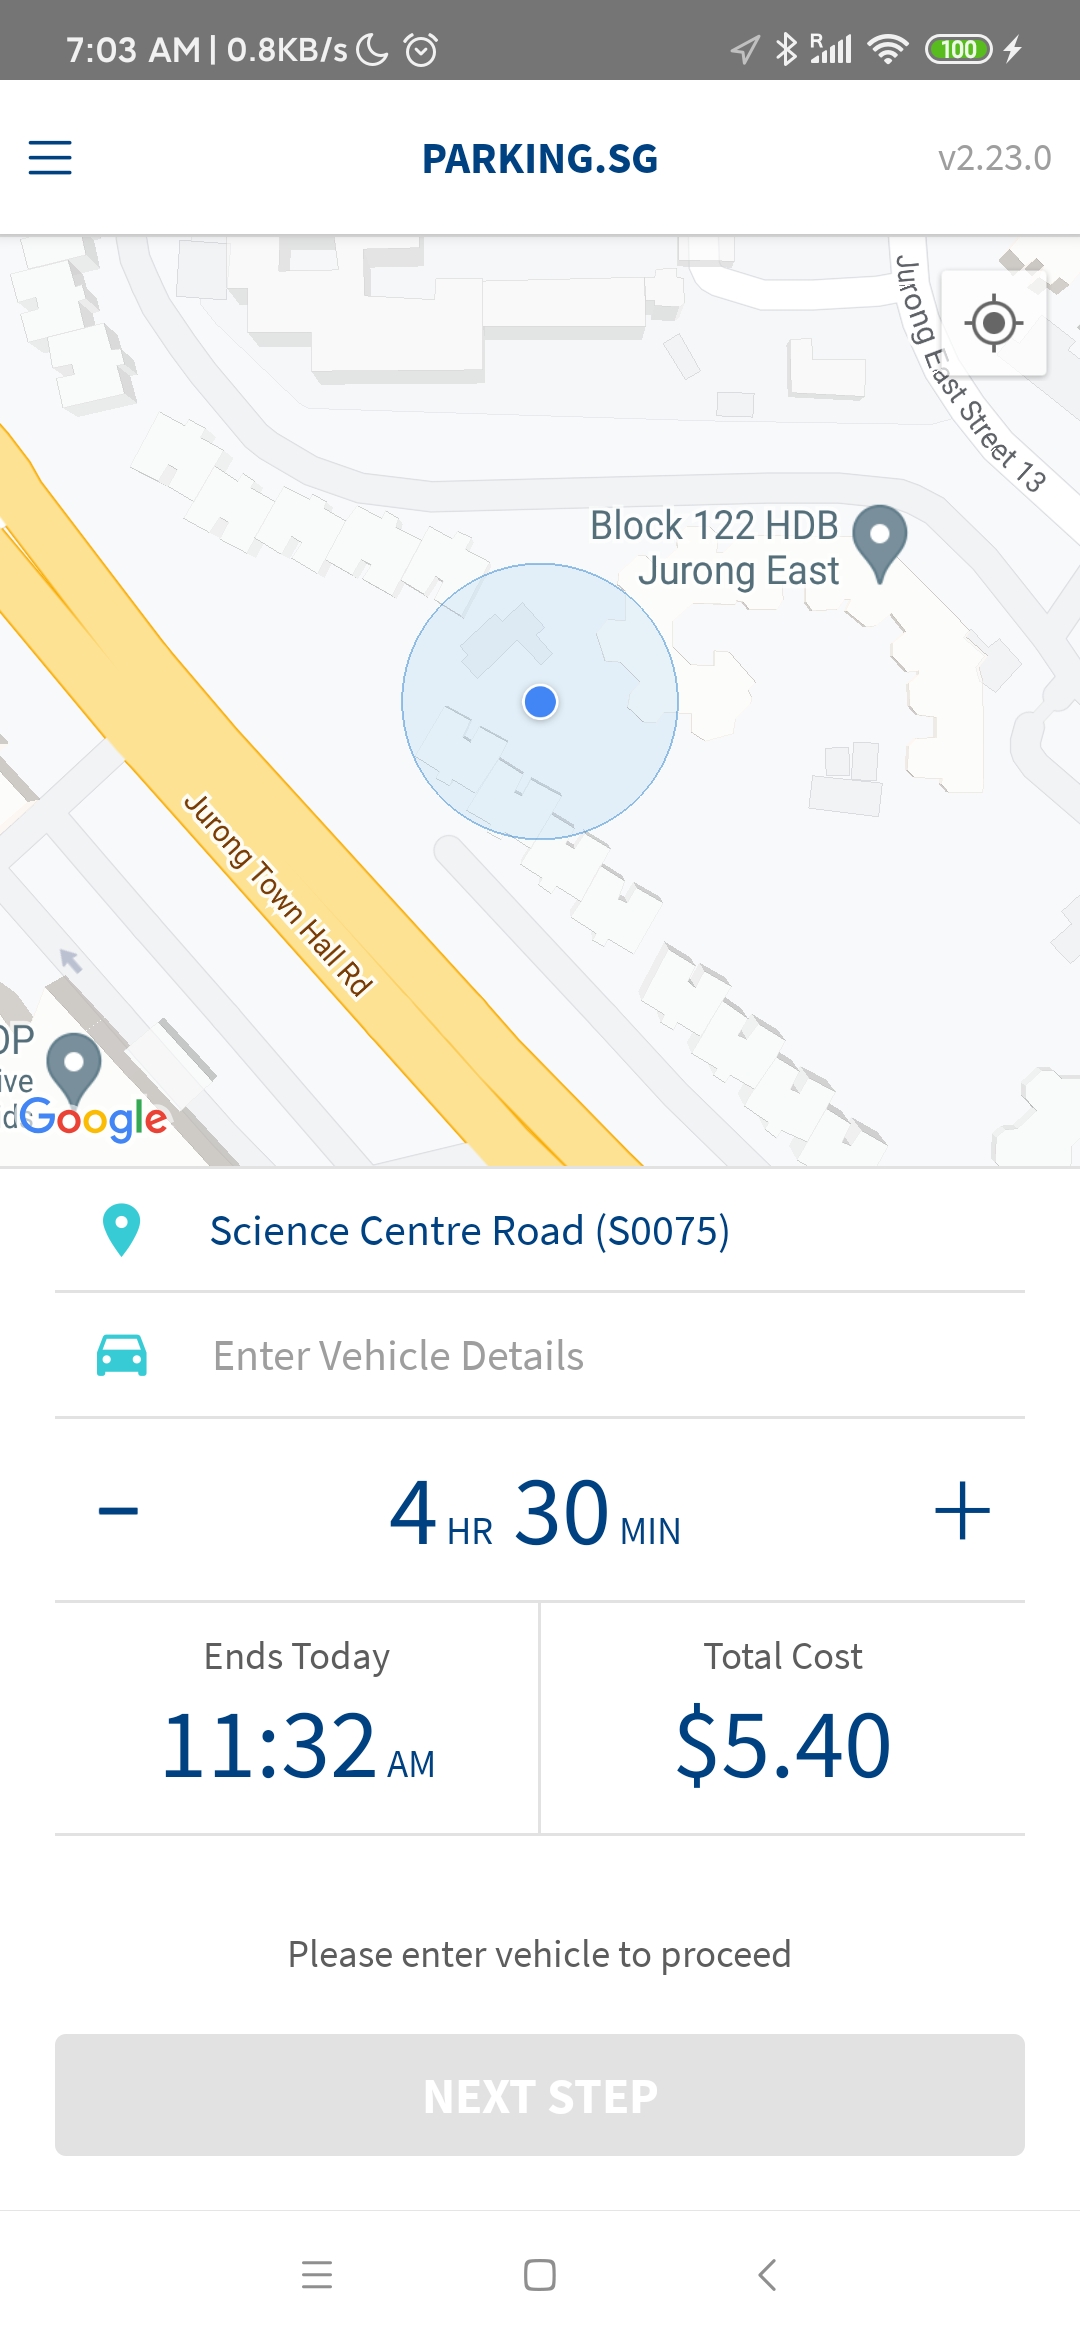 7:03 AM | 0.8KB/s
R
100
PARKING.SG
v2.23.0
Jurong East Street 13
Block 122 HDB
Jurong East
Jurong Town Hall Rd
OP
ive
ds
Google
Science Centre Road (S0075)
Enter Vehicle Details
4 HR 30 MIN
Ends Today
11:32 AM
Total Cost
$5.40
Please enter vehicle to proceed
NEXT STEP